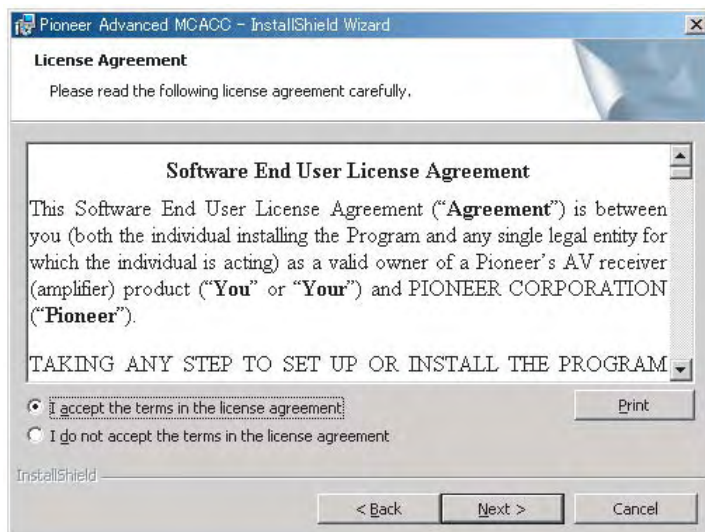 Pioneer Advanced MCACC - InstallShield Wizard
License Agreement
Please read the following license agreement carefully.
Software End User License Agreement
This Software End User License Agreement (“Agreement”) is between
you (both the individual installing the Program and any single legal entity for
which the individual is acting) as a valid owner of a Pioneer’s AV receiver
(amplifier) product (“You” or “Your”) and PIONEER CORPORATION
(“Pioneer”).
TAKING ANY STEP TO SET UP OR INSTALL THE PROGRAM
I accept the terms in the license agreement
Print
I do not accept the terms in the license agreement
InstallShield
< Back
Next >
Cancel